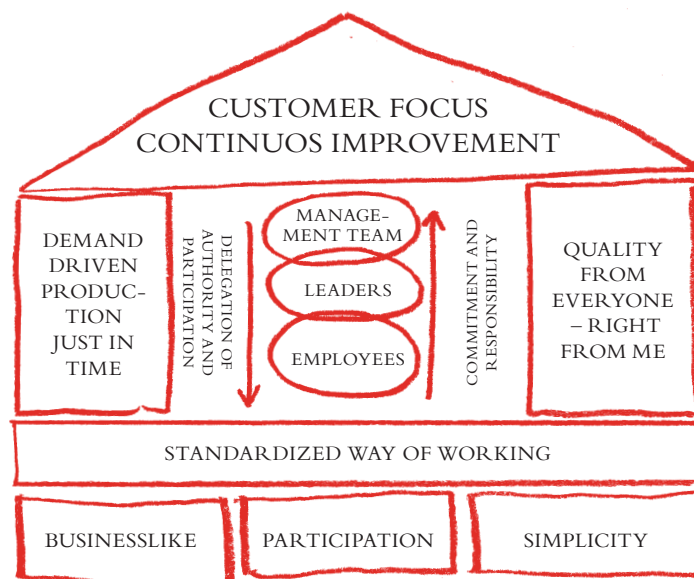 CUSTOMER FOCUS
CONTINUOS IMPROVEMENT
DEMAND
DRIVEN
PRODUC-
TION
JUST IN
TIME
DELEGATION OF
AUTHORITY AND
PARTICIPATION
MANAGE-
MENT TEAM
LEADERS
EMPLOYEES
COMMITMENT AND
RESPONSIBILITY
QUALITY
FROM
EVERYONE
– RIGHT
FROM ME
STANDARDIZED WAY OF WORKING
BUSINESSLIKE
PARTICIPATION
SIMPLICITY